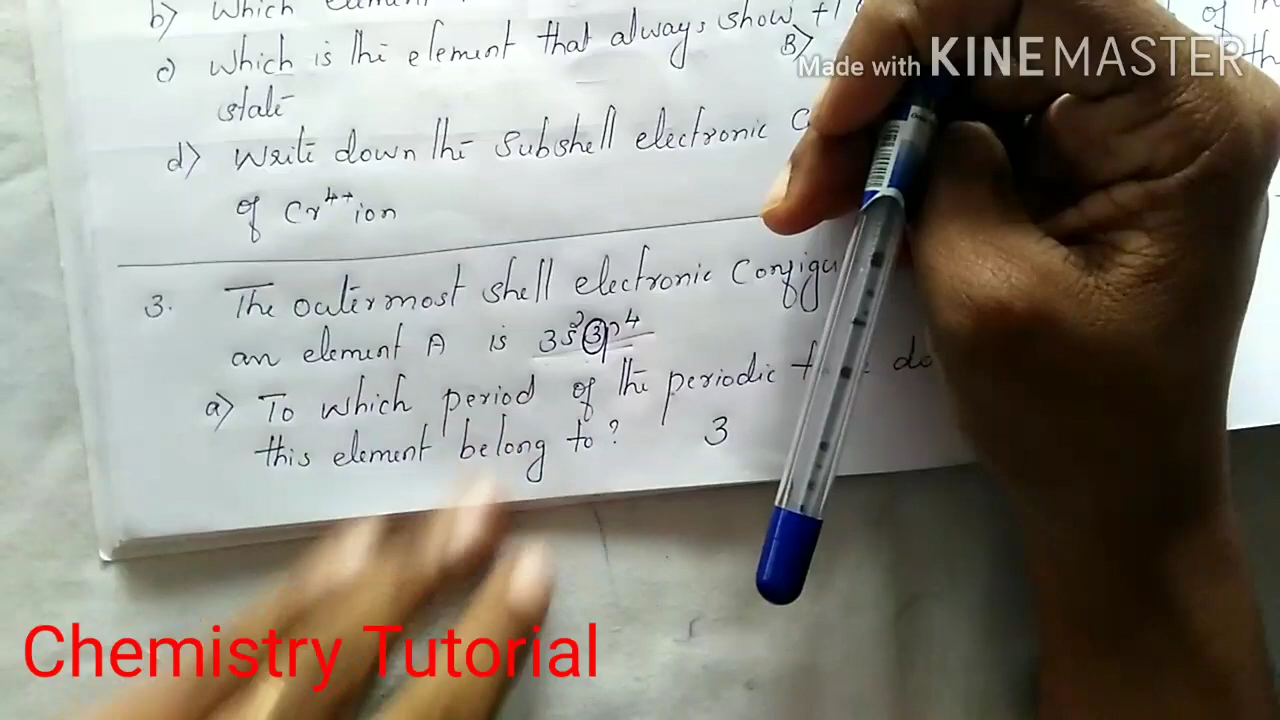 b) Which
c) Which is the element that always show +1
B)
state
d) Write down the subshell electronic
of Cr⁴⁺ ion
3. The outermost shell electronic configu
an element A is 3s²3p⁴
a) To which period of the periodic
this element belong to? 3
Made with KINEMASTER
Chemistry Tutorial